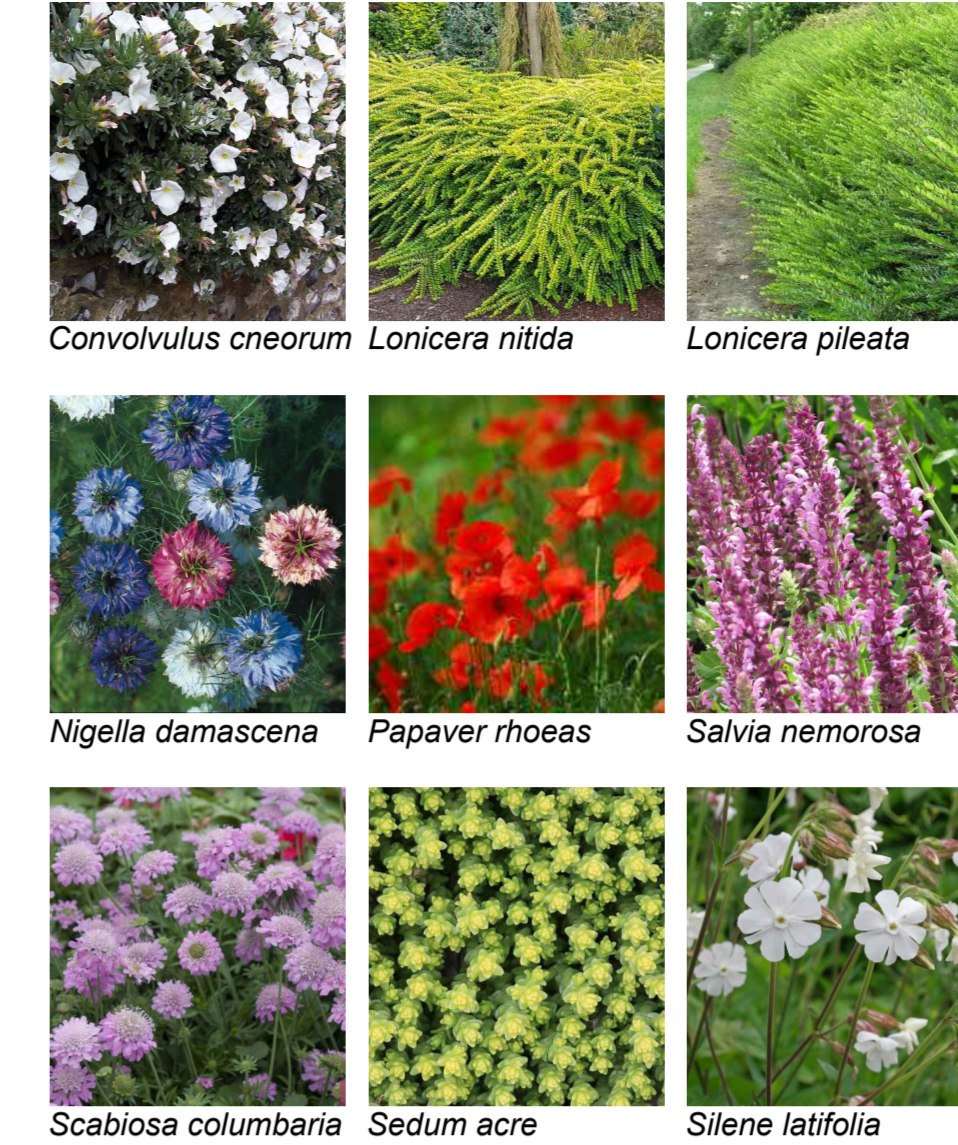 Convolvulus cneorum Lonicera nitida Lonicera pileata
Nigella damascena Papaver rhoeas Salvia nemorosa
Scabiosa columbaria Sedum acre Silene latifolia